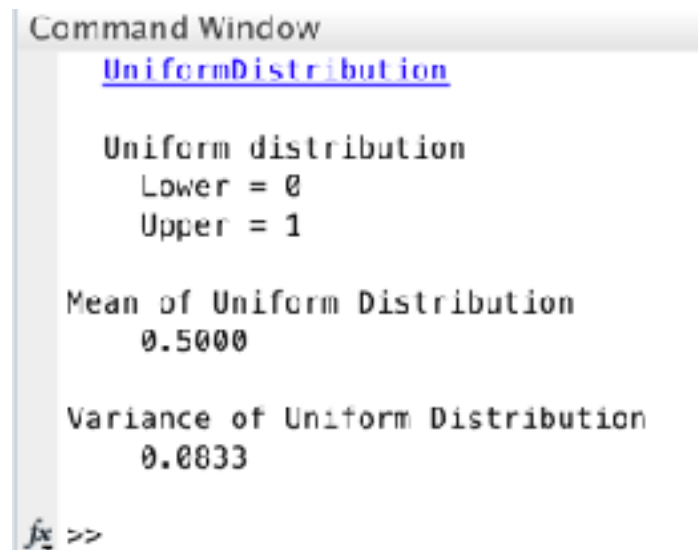 Command Window
UniformDistribution
Uniform distribution
Lower = 0
Upper = 1
Mean of Uniform Distribution
0.5000
Variance of Uniform Distribution
0.0833
fx >>